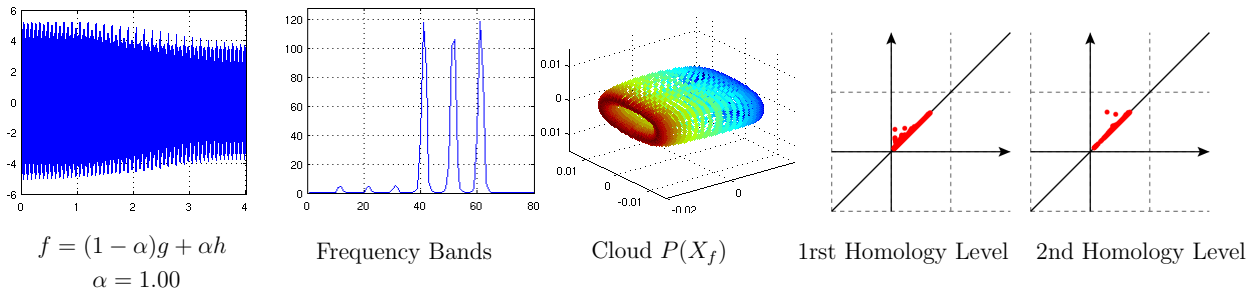 6
4
2
0
-2
-4
-6
0 1 2 3 4
120
100
80
60
40
20
0
0 20 40 60 80
0.01
0
0.01
0.01
0
-0.01
-0.02
0
f = (1 − α)g + αh
α = 1.00
Frequency Bands
Cloud P(X_f)
1rst Homology Level
2nd Homology Level